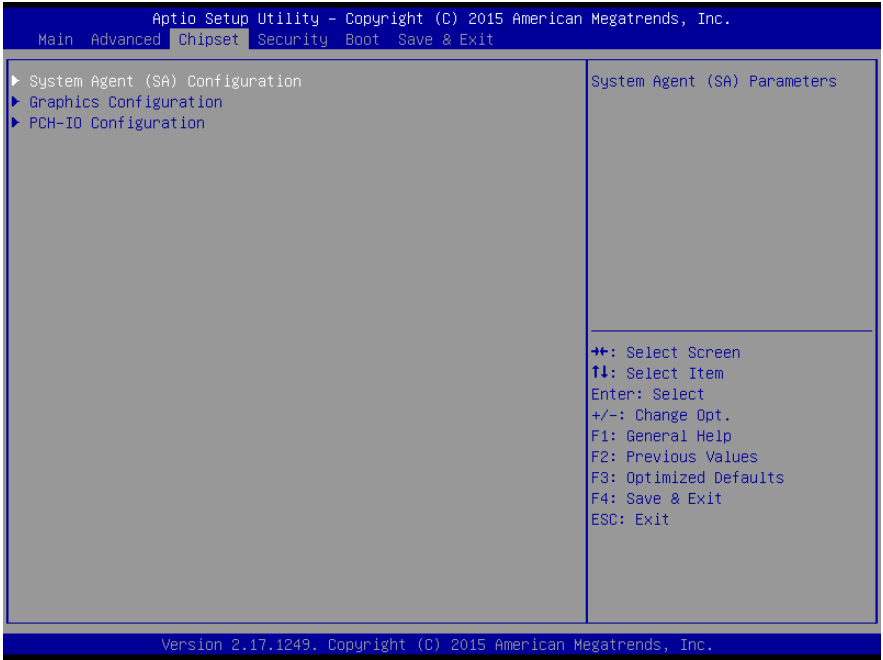 Aptio Setup Utility – Copyright (C) 2015 American Megatrends, Inc.
Main Advanced Chipset Security Boot Save & Exit
► System Agent (SA) Configuration
► Graphics Configuration
► PCH-IO Configuration
System Agent (SA) Parameters
→←: Select Screen
↑↓: Select Item
Enter: Select
+/-: Change Opt.
F1: General Help
F2: Previous Values
F3: Optimized Defaults
F4: Save & Exit
ESC: Exit
Version 2.17.1249. Copyright (C) 2015 American Megatrends, Inc.